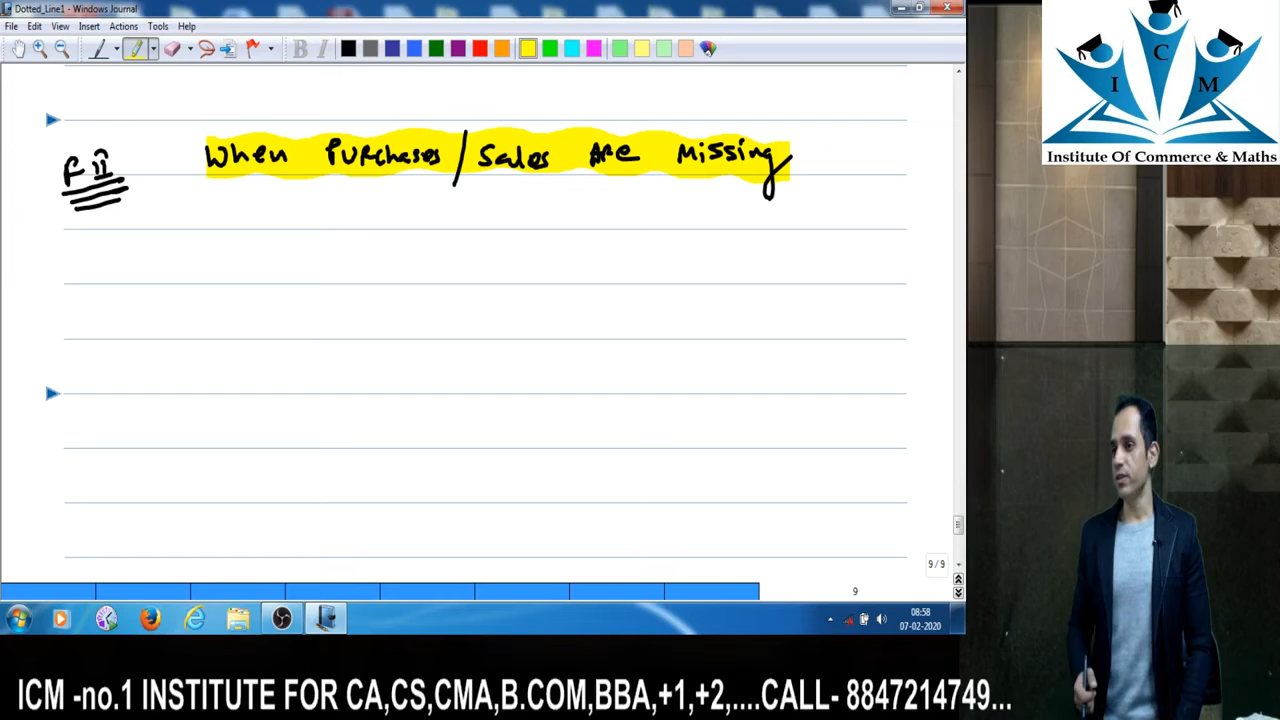 Dotted_Line1 - Windows Journal
File Edit View Insert Actions Tools
B I
When Purchases / Sales Are Missing
F II
9 / 9
9
08:58
07-02-2020
I C M
Institute Of Commerce & Maths
ICM -no.1 INSTITUTE FOR CA,CS,CMA,B.COM,BBA,+1,+2,....CALL- 8847214749...